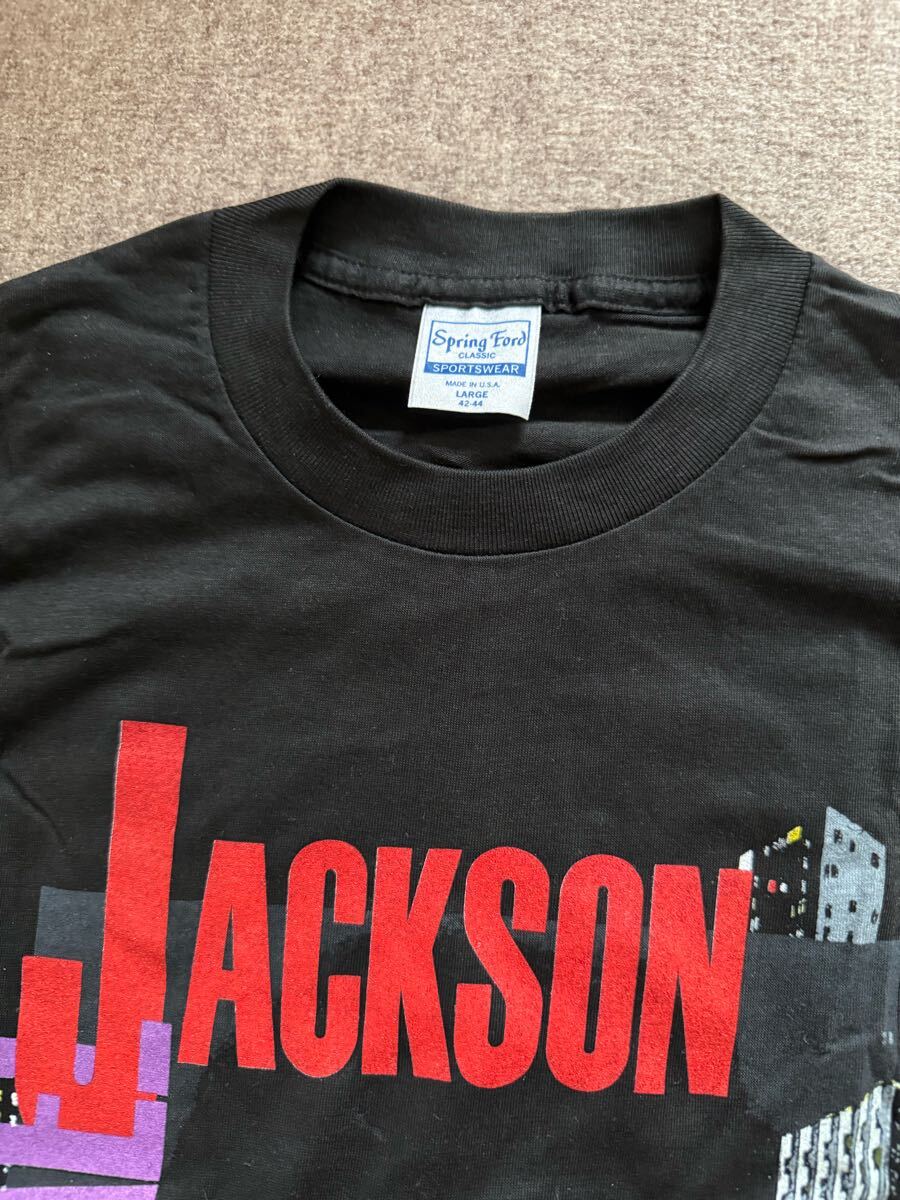 Spring Ford
CLASSIC
SPORTSWEAR
MADE IN U.S.A.
LARGE
42-44
JACKSON